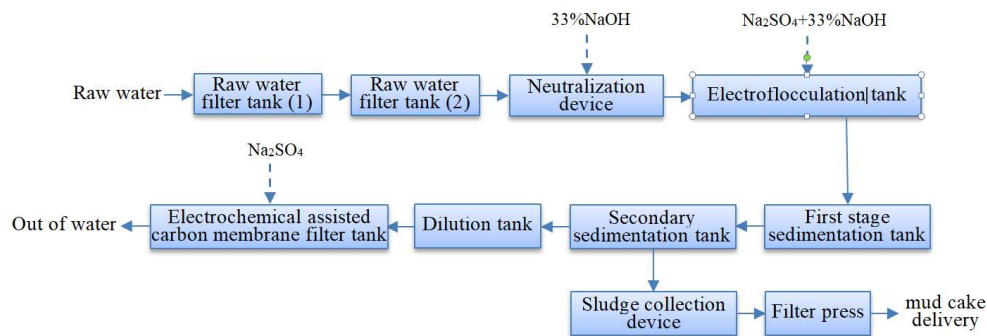 33%NaOH
Na₂SO₄+33%NaOH
Raw water
Raw water
filter tank (1)
Raw water
filter tank (2)
Neutralization
device
Electroflocculation tank
Na₂SO₄
Out of water
Electrochemical assisted
carbon membrane filter tank
Dilution tank
Secondary
sedimentation tank
First stage
sedimentation tank
Sludge collection
device
Filter press
mud cake
delivery